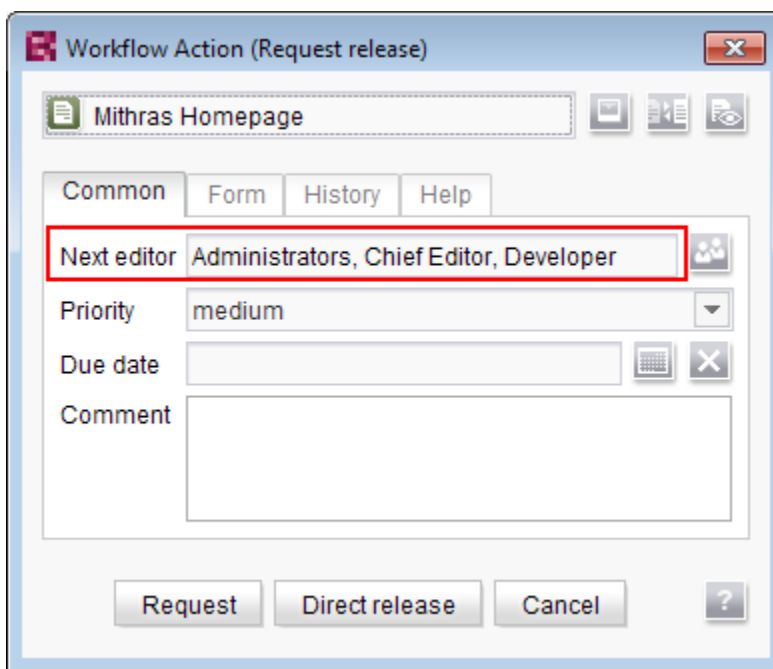 Workflow Action (Request release)
Mithras Homepage
Common Form History Help
Next editor Administrators, Chief Editor, Developer
Priority medium
Due date
Comment
Request Direct release Cancel ?